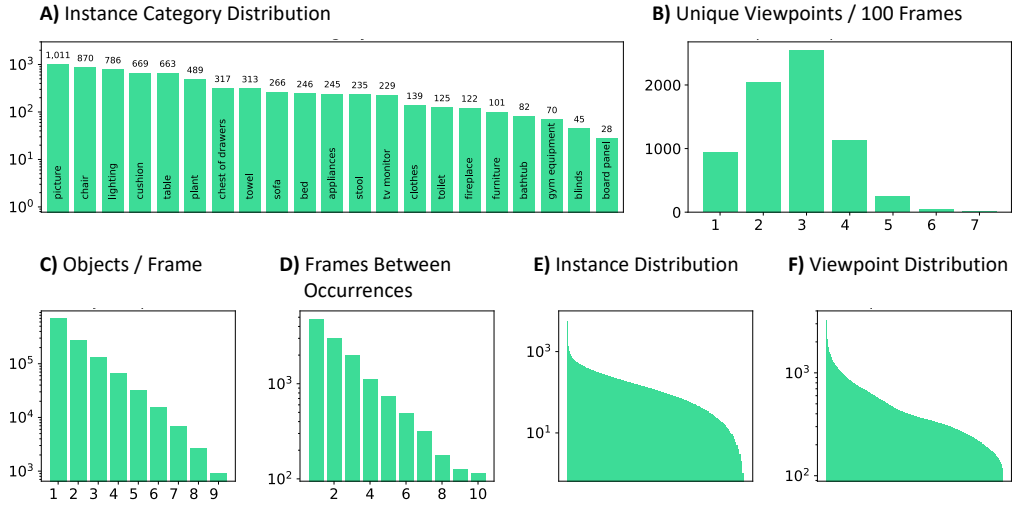 A) Instance Category Distribution
B) Unique Viewpoints / 100 Frames
10³
10²
10¹
10⁰
1,011
870
786
669
663
489
317
313
266
246
245
235
229
139
125
122
101
82
70
45
28
picture
chair
lighting
cushion
table
plant
chest of drawers
towel
sofa
bed
appliances
stool
tv monitor
clothes
toilet
fireplace
furniture
bathtub
gym equipment
blinds
board panel
2000
1000
0
1 2 3 4 5 6 7
C) Objects / Frame
D) Frames Between
Occurrences
E) Instance Distribution
F) Viewpoint Distribution
10⁵
10⁴
10³
1 2 3 4 5 6 7 8 9
10³
10²
2 4 6 8 10
10³
10¹
10³
10²